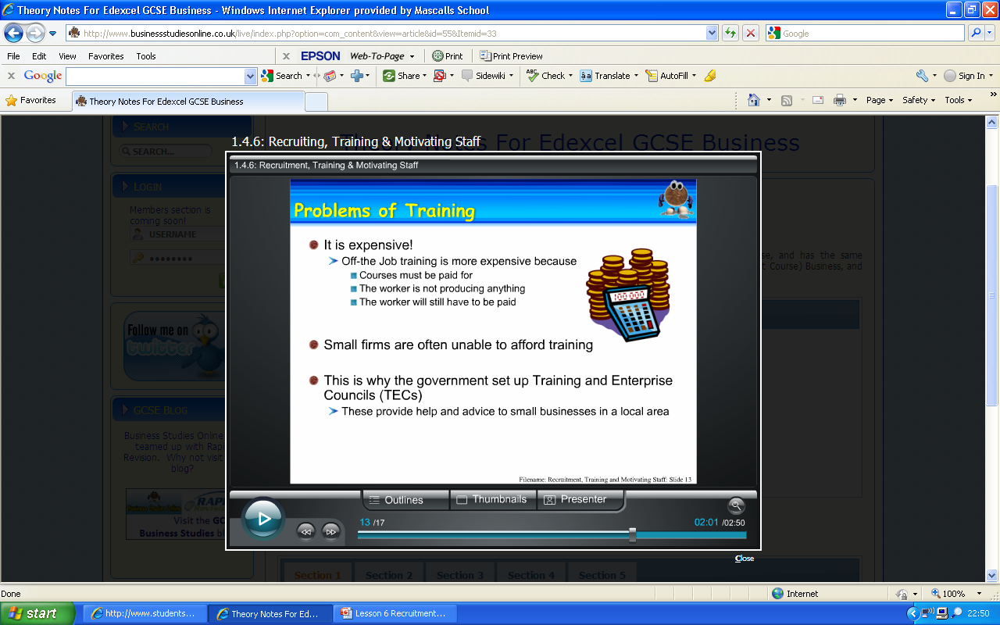 Theory Notes For Edexcel GCSE Business - Windows Internet Explorer provided by Mascalls School
http://www.businessstudiesonline.co.uk/live/index.php?option=com_content&view=article&id=55&Itemid=33
Google
File Edit View Favorites Tools
X EPSON Web-To-Page Print Print Preview
x Google Search Share Sidewiki ABC Check Translate AutoFill Sign In
Favorites Theory Notes For Edexcel GCSE Business Page Safety Tools
SEARCH
SEARCH...
Theory Notes For Edexcel GCSE Business
1.4.6: Recruiting, Training & Motivating Staff
1.4.6: Recruitment, Training & Motivating Staff
LOGIN
Members section is
coming soon!
USERNAME
Problems of Training
It is expensive!
Off-the Job training is more expensive because
Courses must be paid for
The worker is not producing anything
The worker will still have to be paid
Small firms are often unable to afford training
This is why the government set up Training and Enterprise
Councils (TECs)
These provide help and advice to small businesses in a local area
Filename: Recruitment, Training and Motivating Staff: Slide 13
, and has the same
Course) Business, and
Follow me on
twitter
GCSE BLOG
Business Studies Online
teamed up with Rap
Revision. Why not visit
blog?
Visit the GC
Business Studies
Outlines Thumbnails Presenter
13 /17 02:01 /02:50
Close
Section 1 Section 2 Section 3 Section 4 Section 5
Done Internet 100%
start http://www.students... Theory Notes For Ed... Lesson 6 Recruitment... 22:50